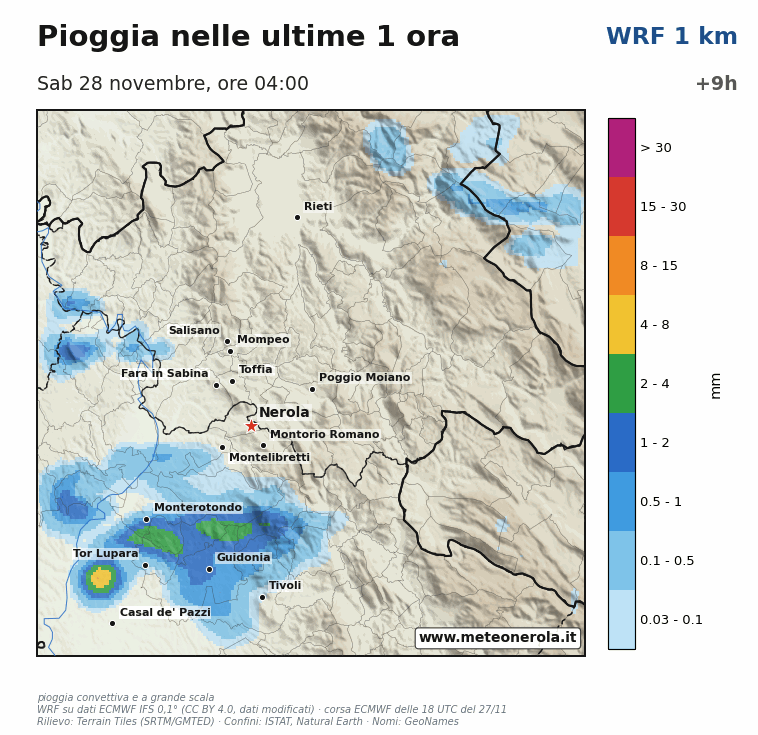 Pioggia nelle ultime 1 ora
WRF 1 km
Sab 28 novembre, ore 04:00
+9h
Rieti
Salisano
Mompeo
Fara in Sabina
Toffia
Poggio Moiano
Nerola
Montorio Romano
Montelibretti
Monterotondo
Tor Lupara
Guidonia
Tivoli
Casal de' Pazzi
www.meteonerola.it
> 30
15 - 30
8 - 15
4 - 8
2 - 4
1 - 2
0.5 - 1
0.1 - 0.5
0.03 - 0.1
mm
pioggia convettiva e a grande scala
WRF su dati ECMWF IFS 0,1° (CC BY 4.0, dati modificati) · corsa ECMWF delle 18 UTC del 27/11
Rilievo: Terrain Tiles (SRTM/GMTED) · Confini: ISTAT, Natural Earth · Nomi: GeoNames